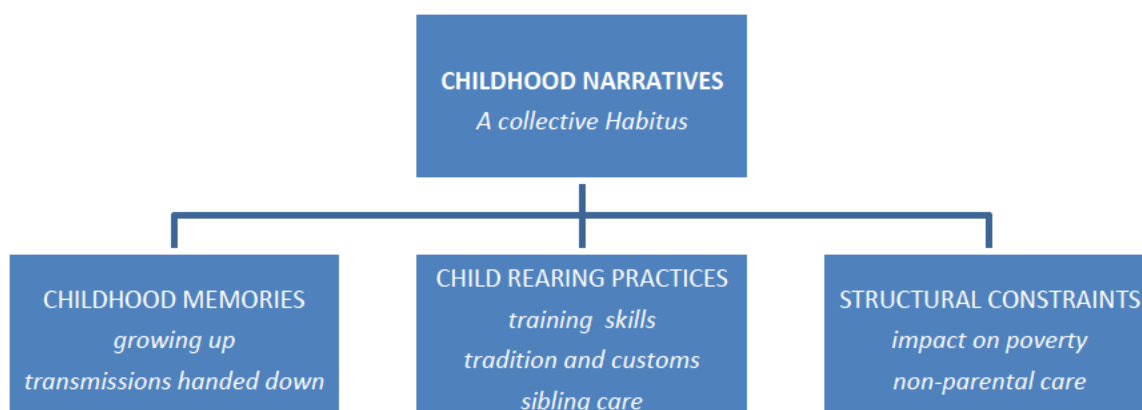 CHILDHOOD NARRATIVES
A collective Habitus
CHILDHOOD MEMORIES
growing up
transmissions handed down
CHILD REARING PRACTICES
training skills
tradition and customs
sibling care
STRUCTURAL CONSTRAINTS
impact on poverty
non-parental care